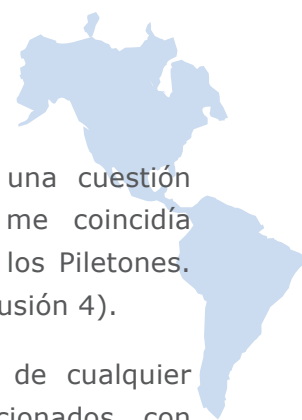 una cuestión
me coincidía
los Piletones.
usión 4).
de cualquier
cionados con